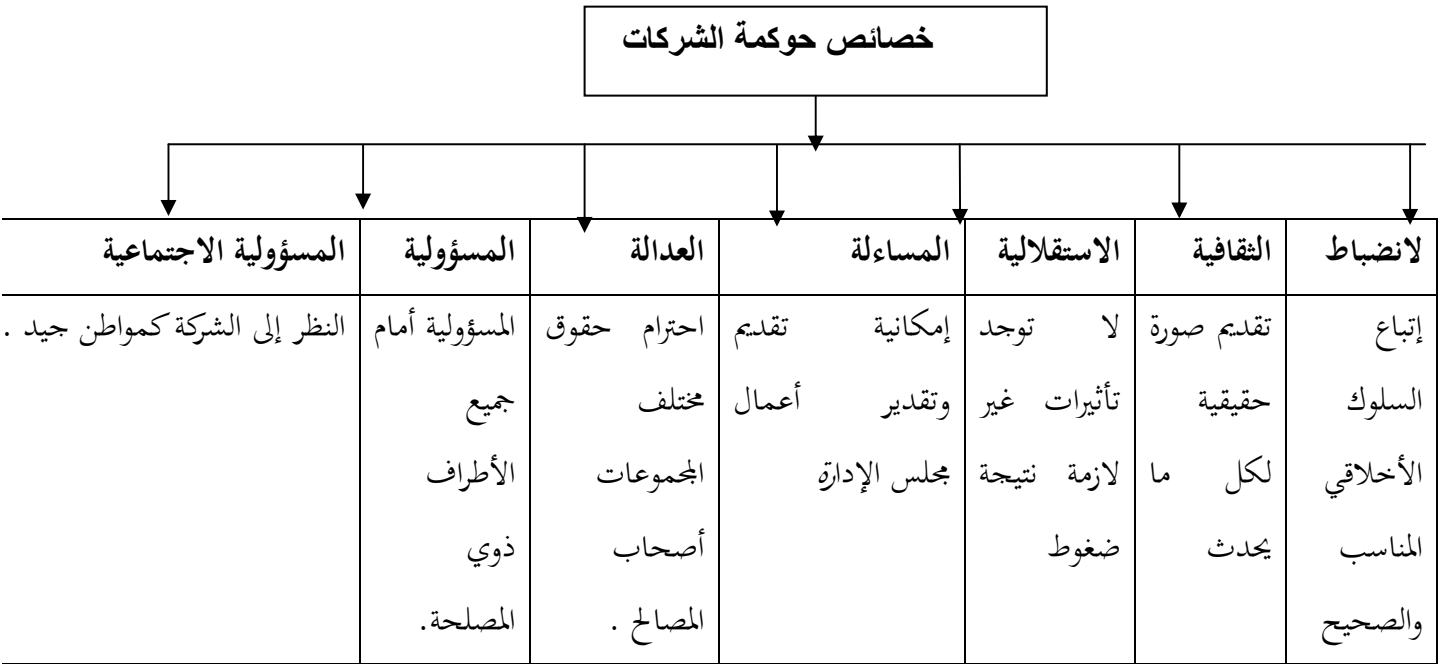 خصائص حوكمة الشركات
لانضباط
الثقافية
الاستقلالية
المساءلة
العدالة
المسؤولية
المسؤولية الاجتماعية
إتباع
السلوك
الأخلاقي
المناسب
والصحيح
تقديم صورة
حقيقية
لكل ما
يحدث
لا توجد
تأثيرات غير
لازمة نتيجة
ضغوط
إمكانية تقديم
وتقدير أعمال
مجلس الإدارة
احترام حقوق
مختلف
المجموعات
أصحاب
المصالح .
المسؤولية أمام
جميع
الأطراف
ذوي
المصلحة.
النظر إلى الشركة كمواطن جيد .